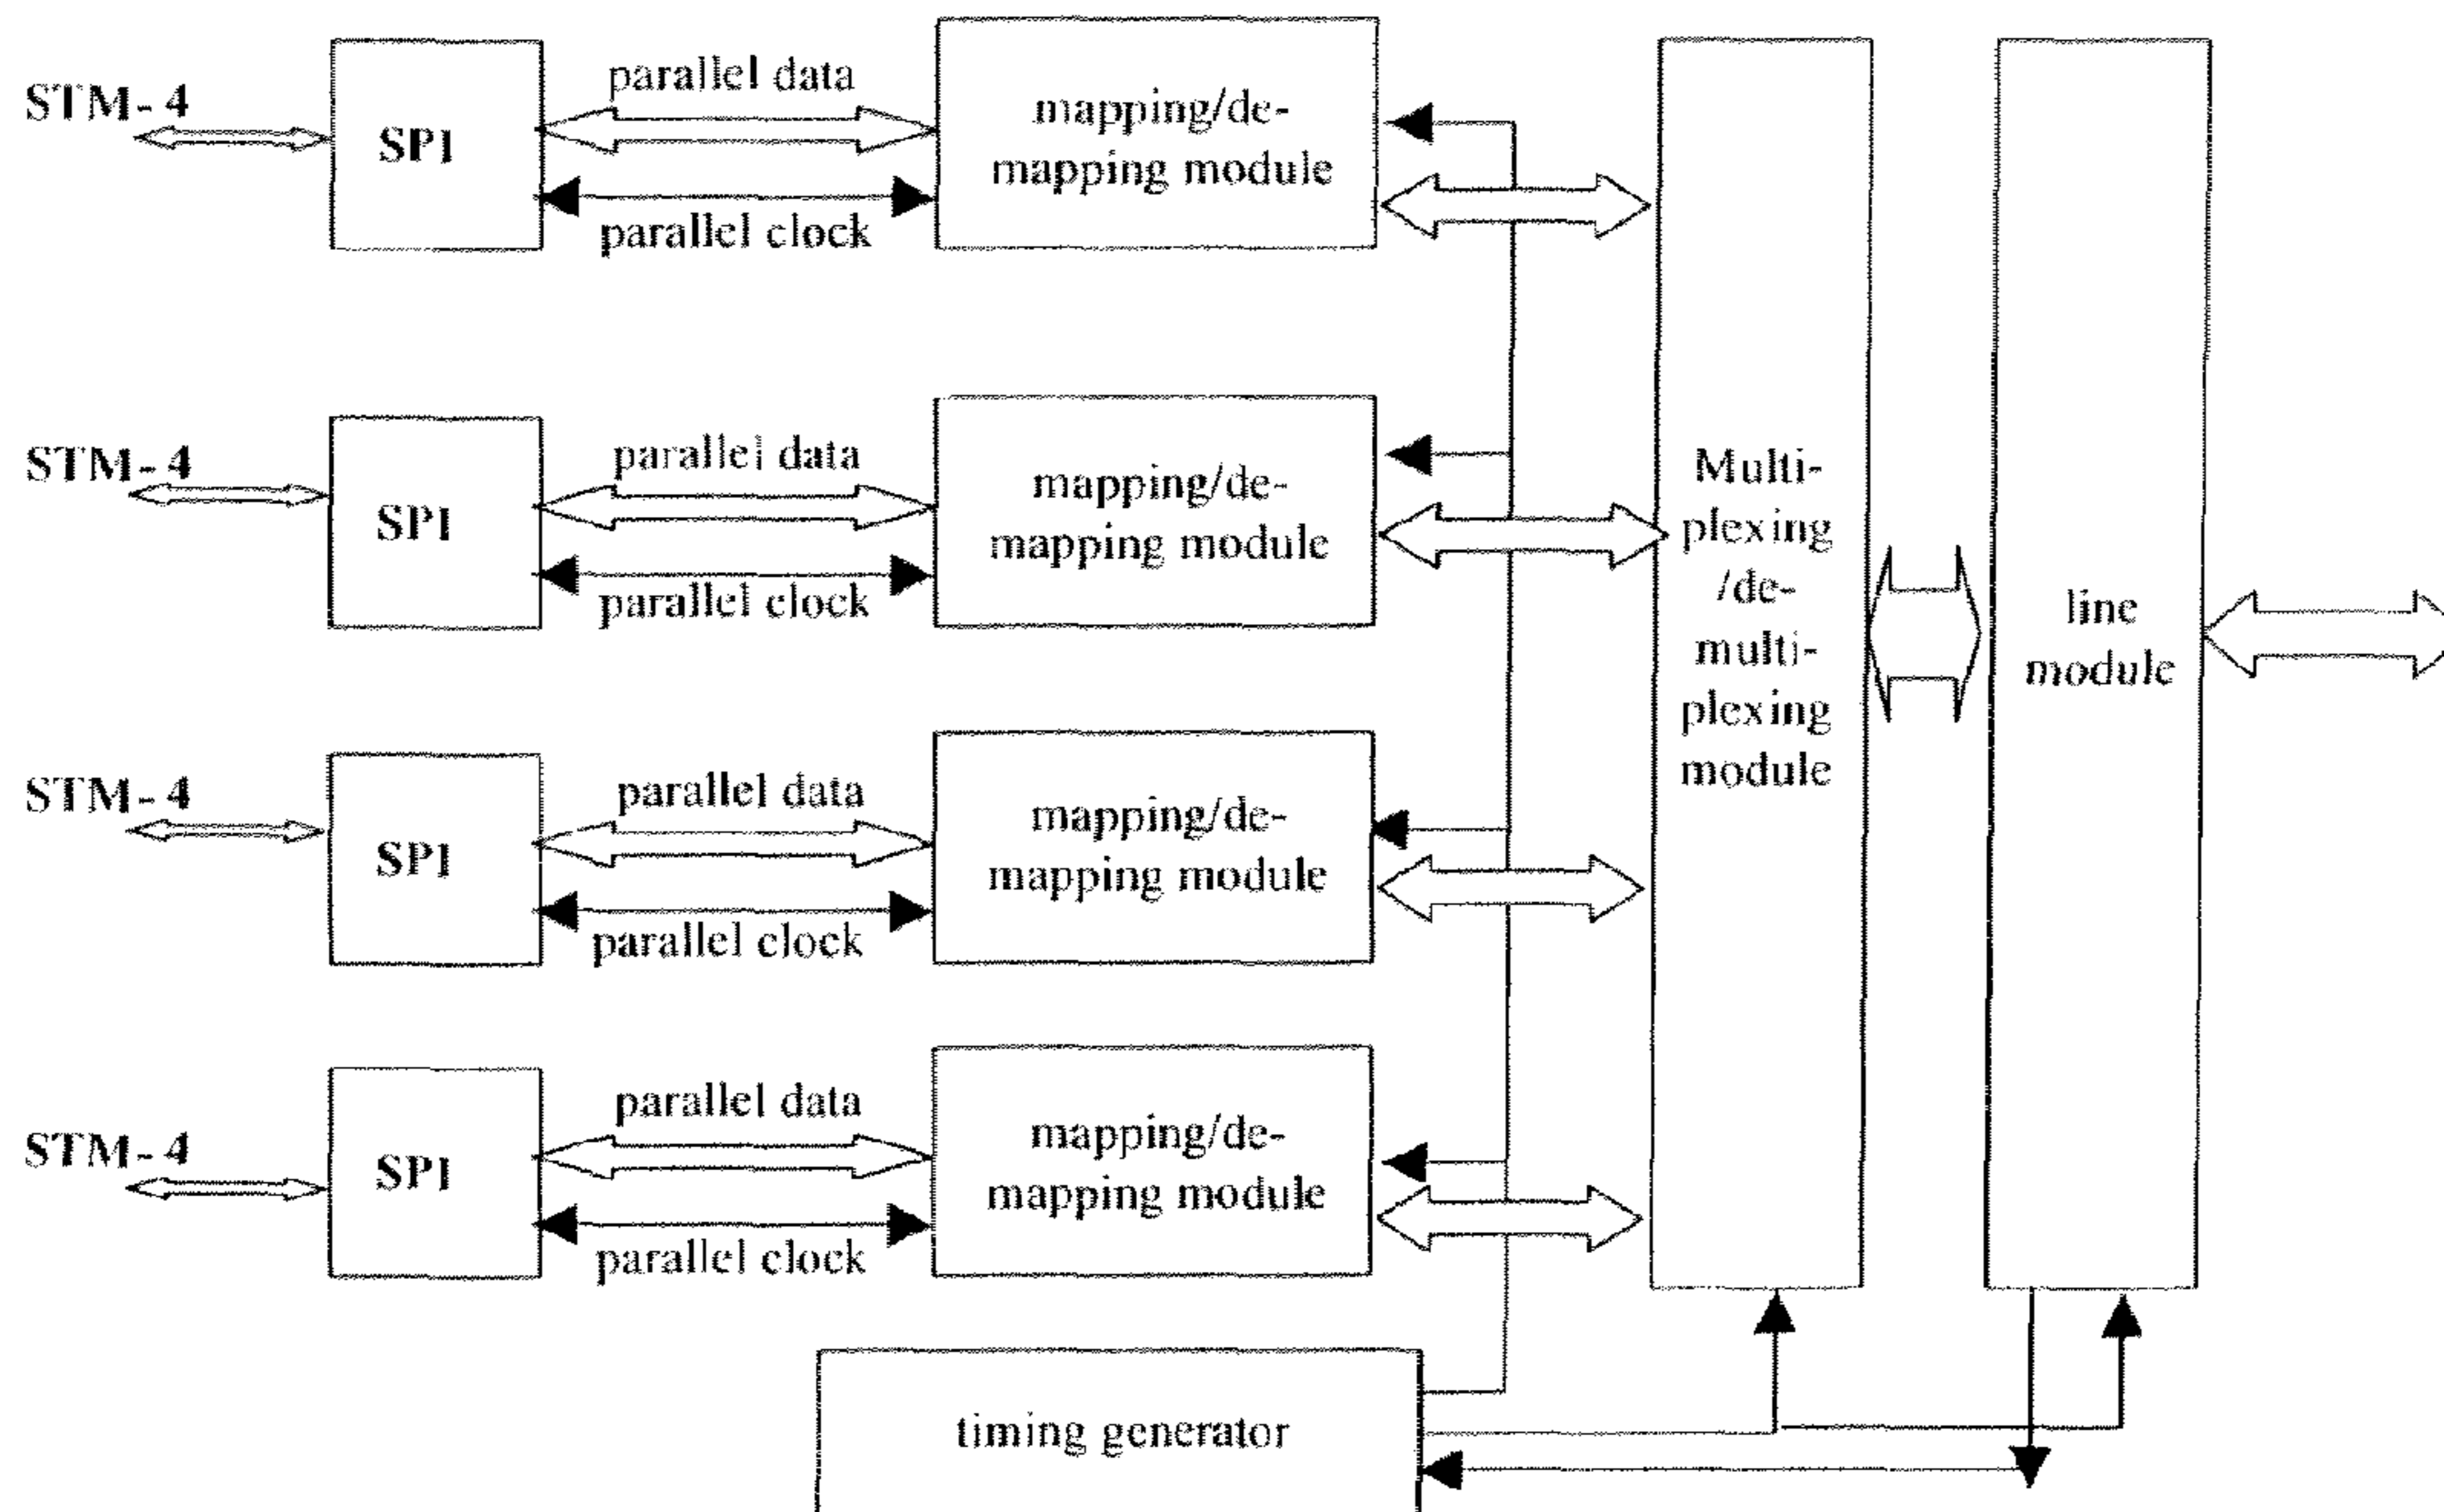 STM-4
SPI
parallel data
parallel clock
mapping/de-
mapping module
STM-4
SPI
parallel data
parallel clock
mapping/de-
mapping module
STM-4
SPI
parallel data
parallel clock
mapping/de-
mapping module
STM-4
SPI
parallel data
parallel clock
mapping/de-
mapping module
Multi-
plexing
/de-
multi-
plexing
module
line
module
timing generator